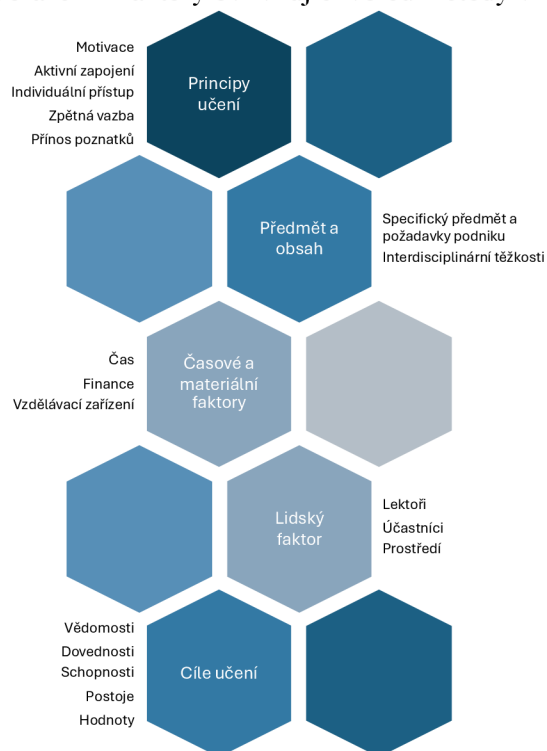 Motivace
Aktivní zapojení
Individuální přístup
Zpětná vazba
Přínos poznatků
Principy
učení
Předmět a
obsah
Specifický předmět a
požadavky podniku
Interdisciplinární těžkosti
Čas
Finance
Vzdělávací zařízení
Časové a
materiální
faktory
Lidský
faktor
Lektoři
Účastníci
Prostředí
Vědomosti
Dovednosti
Schopnosti
Postoje
Hodnoty
Cíle učení